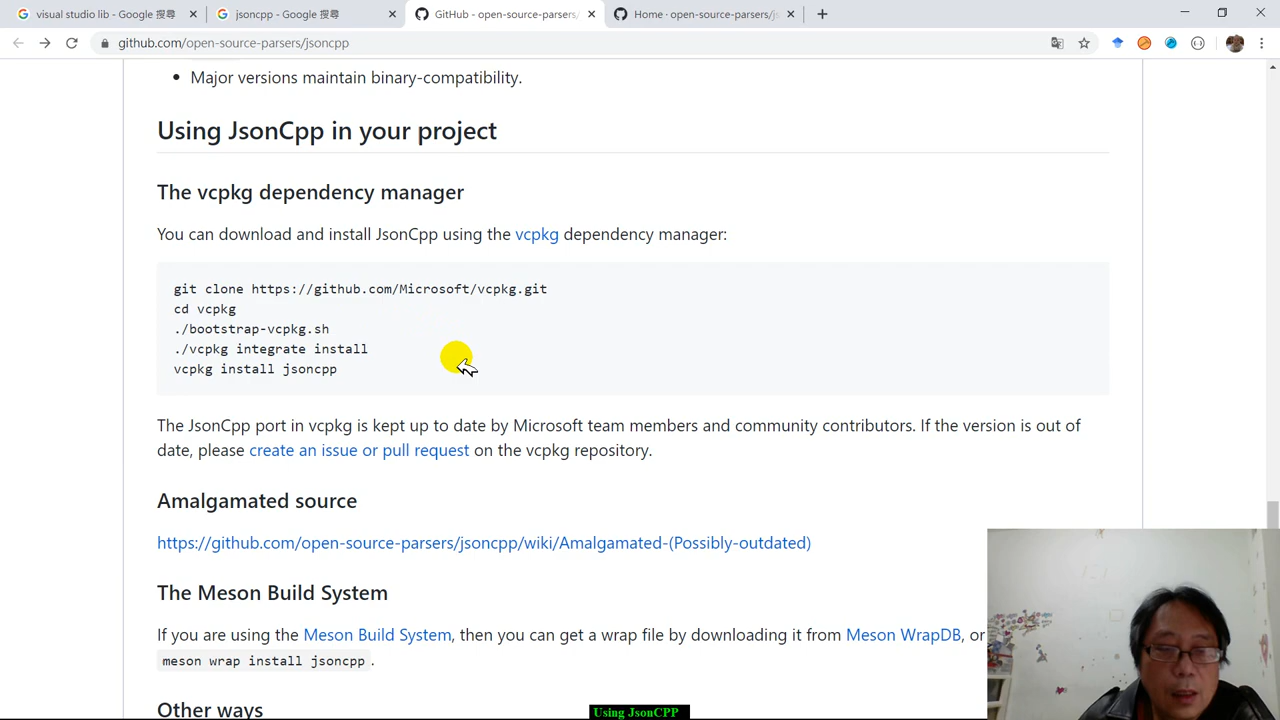 visual studio lib - Google 搜尋
jsoncpp - Google 搜尋
GitHub - open-source-parsers/
Home · open-source-parsers/js
github.com/open-source-parsers/jsoncpp
Major versions maintain binary-compatibility.
Using JsonCpp in your project
The vcpkg dependency manager
You can download and install JsonCpp using the vcpkg dependency manager:
git clone https://github.com/Microsoft/vcpkg.git
cd vcpkg
./bootstrap-vcpkg.sh
./vcpkg integrate install
vcpkg install jsoncpp
The JsonCpp port in vcpkg is kept up to date by Microsoft team members and community contributors. If the version is out of
date, please create an issue or pull request on the vcpkg repository.
Amalgamated source
https://github.com/open-source-parsers/jsoncpp/wiki/Amalgamated-(Possibly-outdated)
The Meson Build System
If you are using the Meson Build System, then you can get a wrap file by downloading it from Meson WrapDB, or
meson wrap install jsoncpp .
Other ways
Using JsonCPP